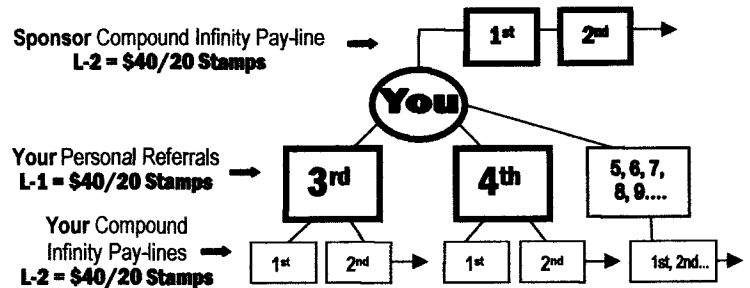 Sponsor Compound Infinity Pay-line
L-2 = $40/20 Stamps
1st
2nd
You
Your Personal Referrals
L-1 = $40/20 Stamps
3rd
4th
5, 6, 7,
8, 9....
Your Compound
Infinity Pay-lines
L-2 = $40/20 Stamps
1st
2nd
1st
2nd
1st, 2nd...